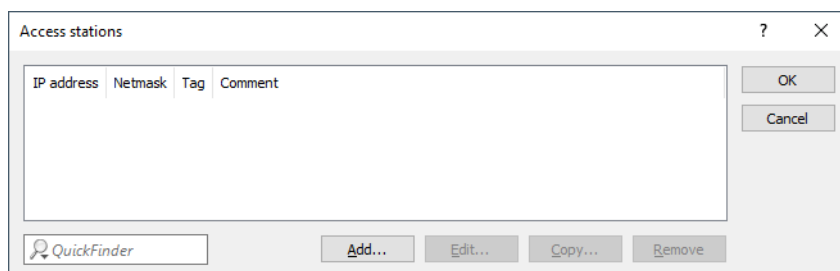 Access stations ?
IP address Netmask Tag Comment
OK
Cancel
QuickFinder Add... Edit... Copy... Remove